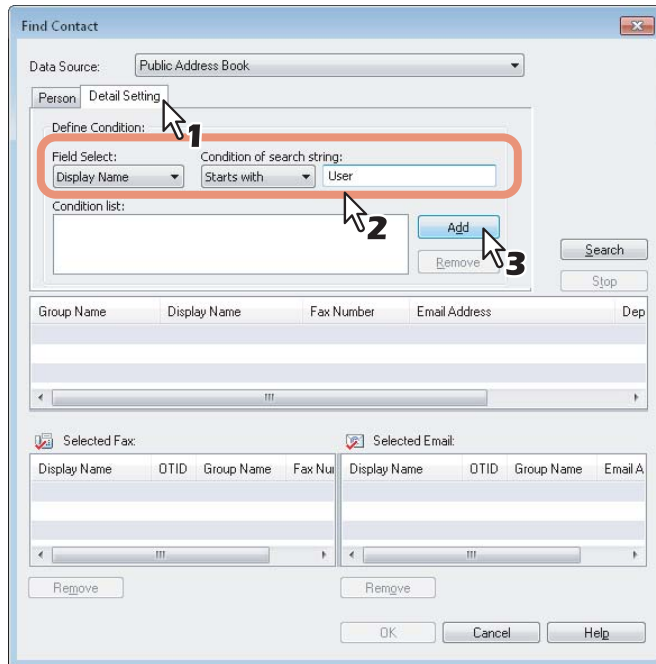 Find Contact
Data Source: Public Address Book
Person Detail Setting
1
Define Condition:
Field Select: Condition of search string:
Display Name Starts with User
Condition list:
2
Add
Remove
3
Search
Stop
Group Name Display Name Fax Number Email Address Dep
Selected Fax: Selected Email:
Display Name OTID Group Name Fax Nu Display Name OTID Group Name Email A
Remove Remove
OK Cancel Help